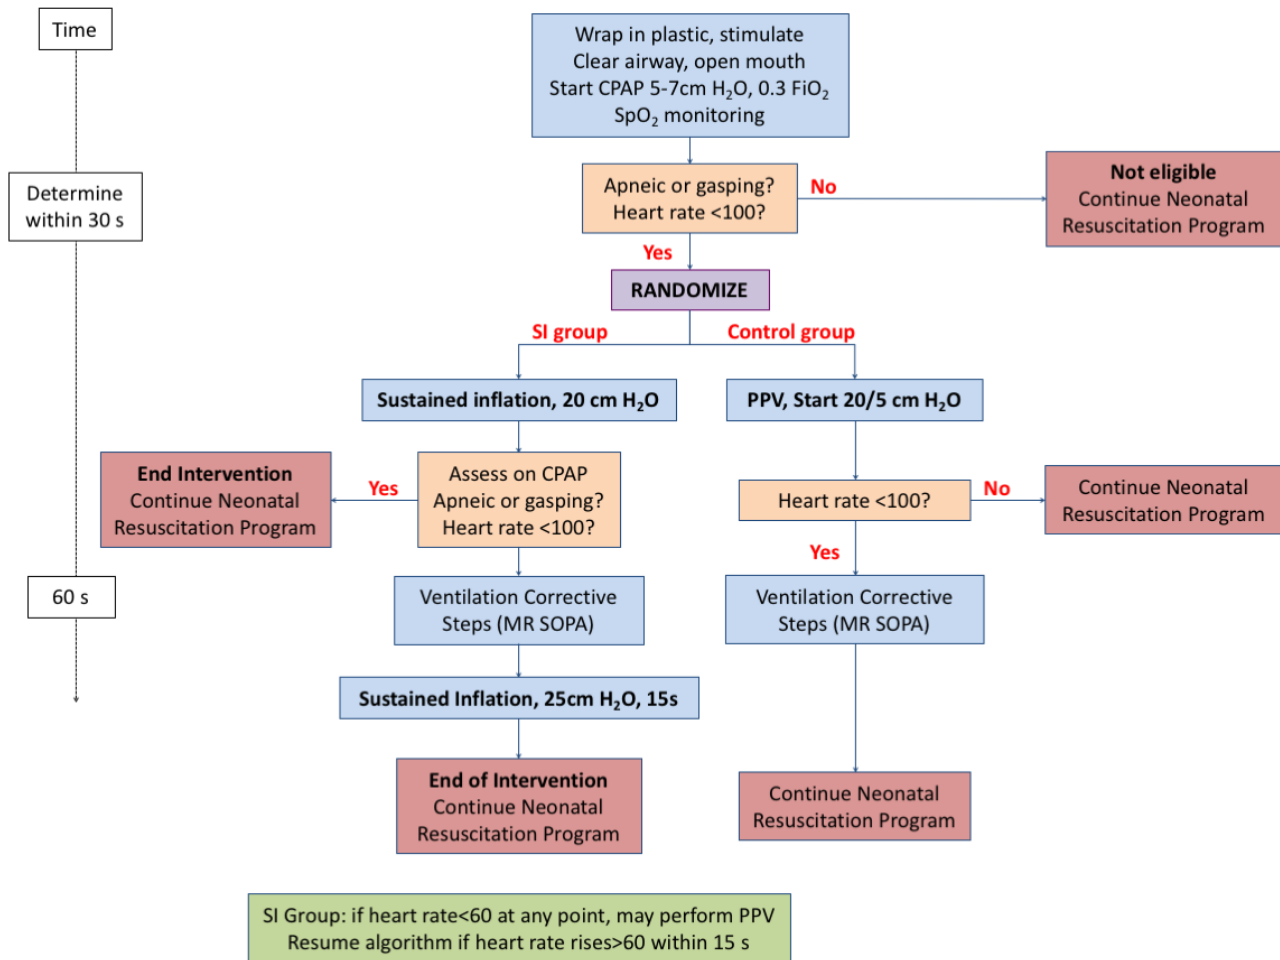 Time
Wrap in plastic, stimulate
Clear airway, open mouth
Start CPAP 5-7cm H₂O, 0.3 FiO₂
SpO₂ monitoring
Determine
within 30 s
Apneic or gasping?
Heart rate <100?
No
Not eligible
Continue Neonatal
Resuscitation Program
Yes
RANDOMIZE
SI group
Control group
Sustained inflation, 20 cm H₂O
PPV, Start 20/5 cm H₂O
End Intervention
Continue Neonatal
Resuscitation Program
Yes
Assess on CPAP
Apneic or gasping?
Heart rate <100?
Heart rate <100?
No
Continue Neonatal
Resuscitation Program
Yes
60 s
Ventilation Corrective
Steps (MR SOPA)
Ventilation Corrective
Steps (MR SOPA)
Sustained Inflation, 25cm H₂O, 15s
End of Intervention
Continue Neonatal
Resuscitation Program
Continue Neonatal
Resuscitation Program
SI Group: if heart rate<60 at any point, may perform PPV
Resume algorithm if heart rate rises>60 within 15 s